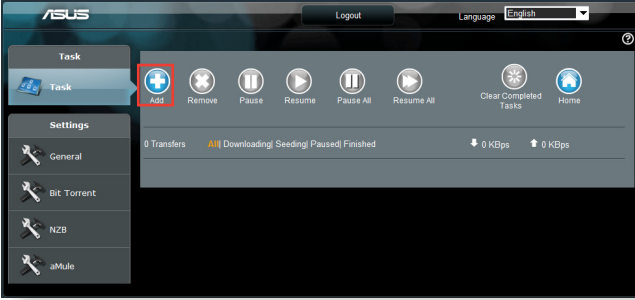 ASUS Logout Language English
Task
Task
Add Remove Pause Resume Pause All Resume All Clear Completed Tasks Home
Settings
0 Transfers All| Downloading| Seeding| Paused| Finished 0 KBps 0 KBps
General
Bit Torrent
NZB
aMule